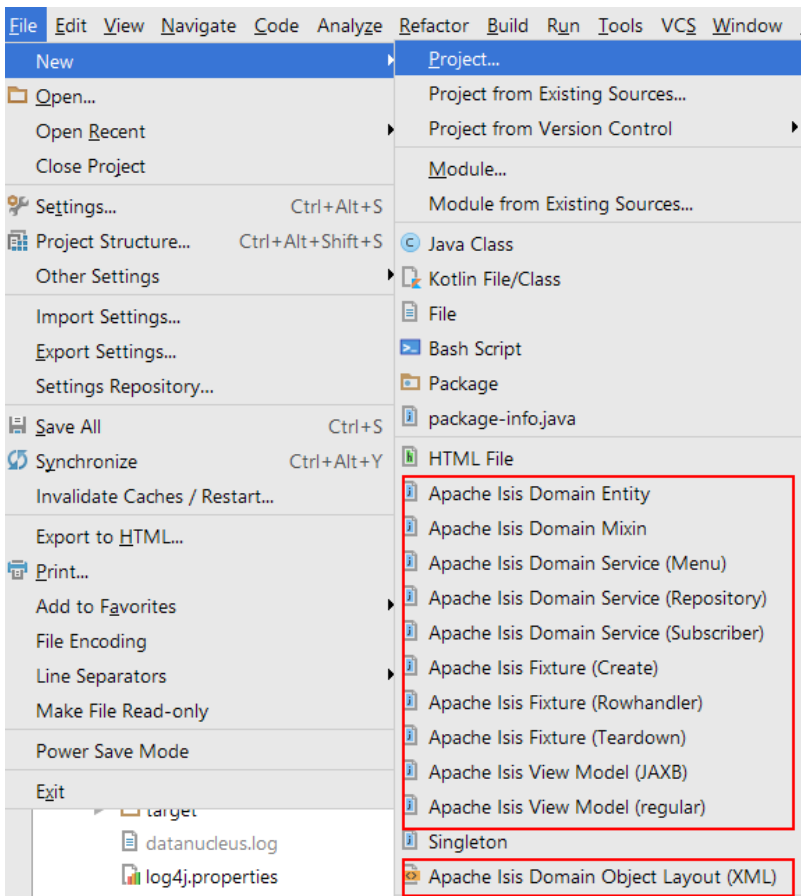 File Edit View Navigate Code Analyze Refactor Build Run Tools VCS Window
New
Open...
Open Recent
Close Project
Settings... Ctrl+Alt+S
Project Structure... Ctrl+Alt+Shift+S
Other Settings
Import Settings...
Export Settings...
Settings Repository...
Save All Ctrl+S
Synchronize Ctrl+Alt+Y
Invalidate Caches / Restart...
Export to HTML...
Print...
Add to Favorites
File Encoding
Line Separators
Make File Read-only
Power Save Mode
Exit
target
datanucleus.log
log4j.properties
Project...
Project from Existing Sources...
Project from Version Control
Module...
Module from Existing Sources...
Java Class
Kotlin File/Class
File
Bash Script
Package
package-info.java
HTML File
Apache Isis Domain Entity
Apache Isis Domain Mixin
Apache Isis Domain Service (Menu)
Apache Isis Domain Service (Repository)
Apache Isis Domain Service (Subscriber)
Apache Isis Fixture (Create)
Apache Isis Fixture (Rowhandler)
Apache Isis Fixture (Teardown)
Apache Isis View Model (JAXB)
Apache Isis View Model (regular)
Singleton
Apache Isis Domain Object Layout (XML)